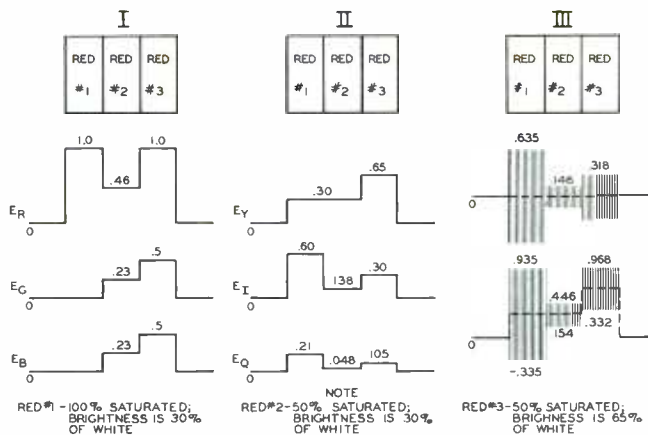 I II III
RED RED RED RED RED RED RED RED RED
#1 #2 #3 #1 #2 #3 #1 #2 #3
1.0 1.0 .635
.46 .65 .146 .318
.30
E_R E_Y 0
0 0
.60 .935 .968
.23 .5 .138 .30 .446
E_G E_I .154 .332
0 0 0
.21 -.335
.23 .5 .048 .105
E_B E_Q
0 0
NOTE
RED#1-100% SATURATED; RED#2-50% SATURATED; RED#3-50% SATURATED;
BRIGHTNESS IS 30% BRIGHTNESS IS 30% BRIGHNESS IS 65%
OF WHITE OF WHITE OF WHITE